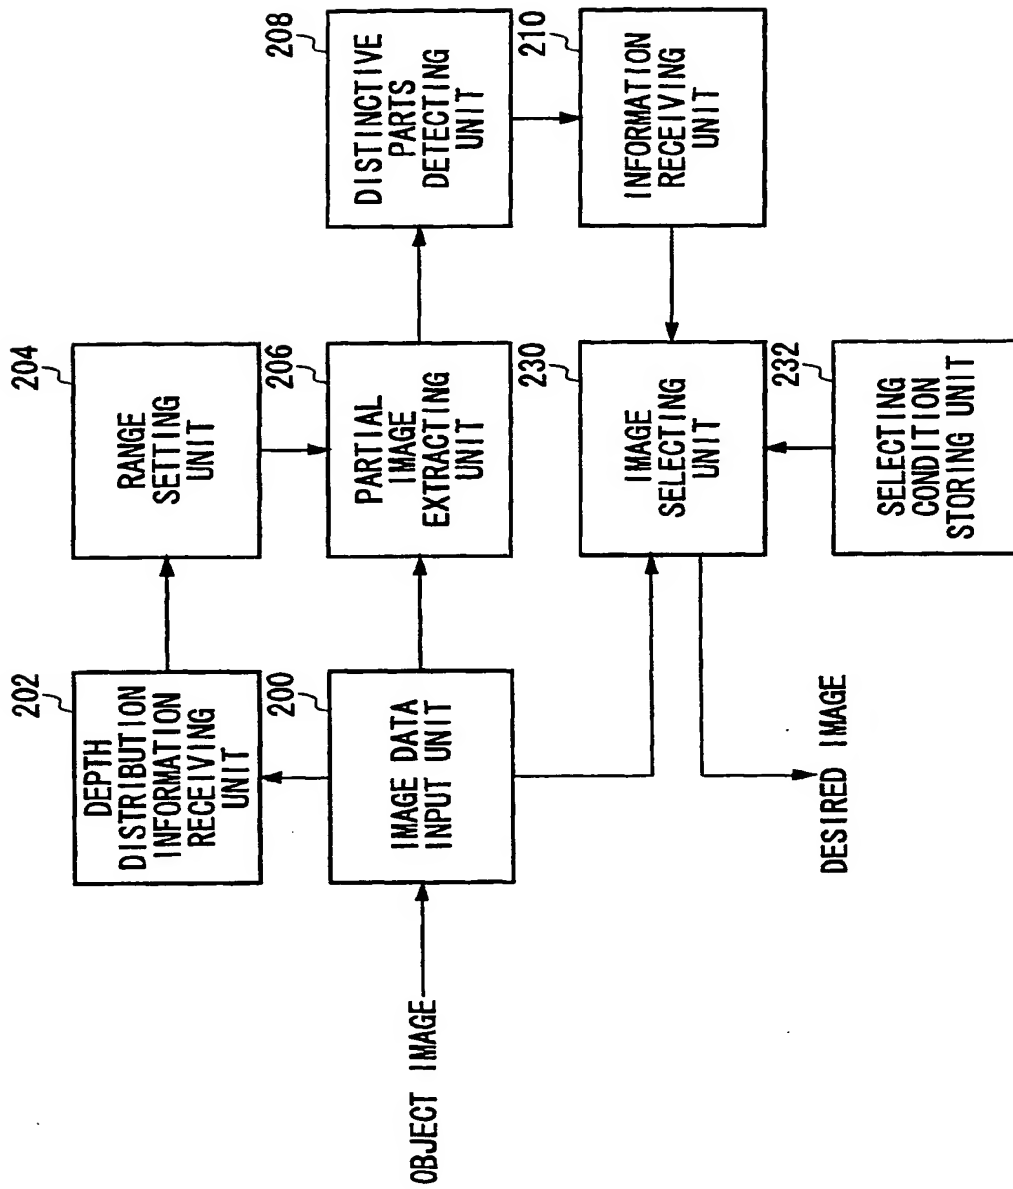 202
DEPTH
DISTRIBUTION
INFORMATION
RECEIVING
UNIT
204
RANGE
SETTING
UNIT
OBJECT IMAGE
200
IMAGE DATA
INPUT UNIT
206
PARTIAL
IMAGE
EXTRACTING
UNIT
208
DISTINCTIVE
PARTS
DETECTING
UNIT
230
IMAGE
SELECTING
UNIT
210
INFORMATION
RECEIVING
UNIT
DESIRED IMAGE
232
SELECTING
CONDITION
STORING UNIT